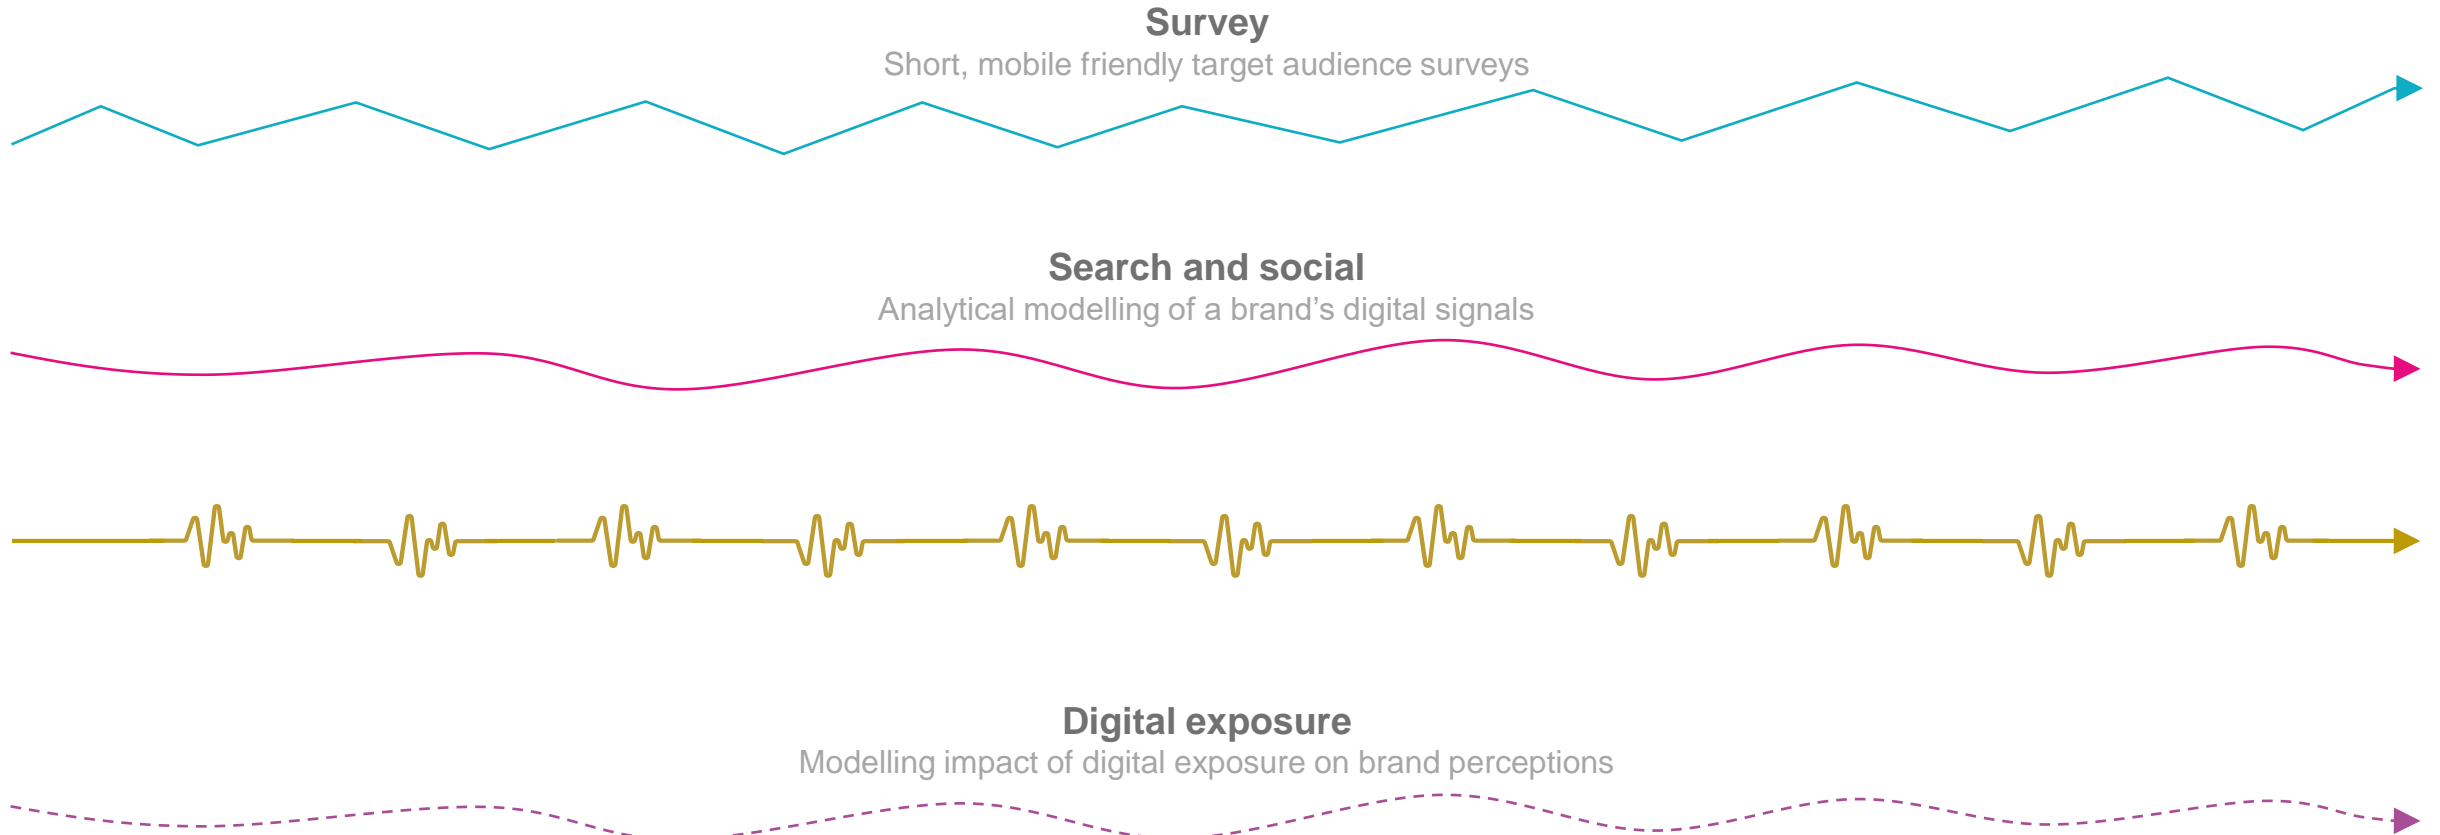 Survey
Short, mobile friendly target audience surveys
Search and social
Analytical modelling of a brand’s digital signals
Digital exposure
Modelling impact of digital exposure on brand perceptions